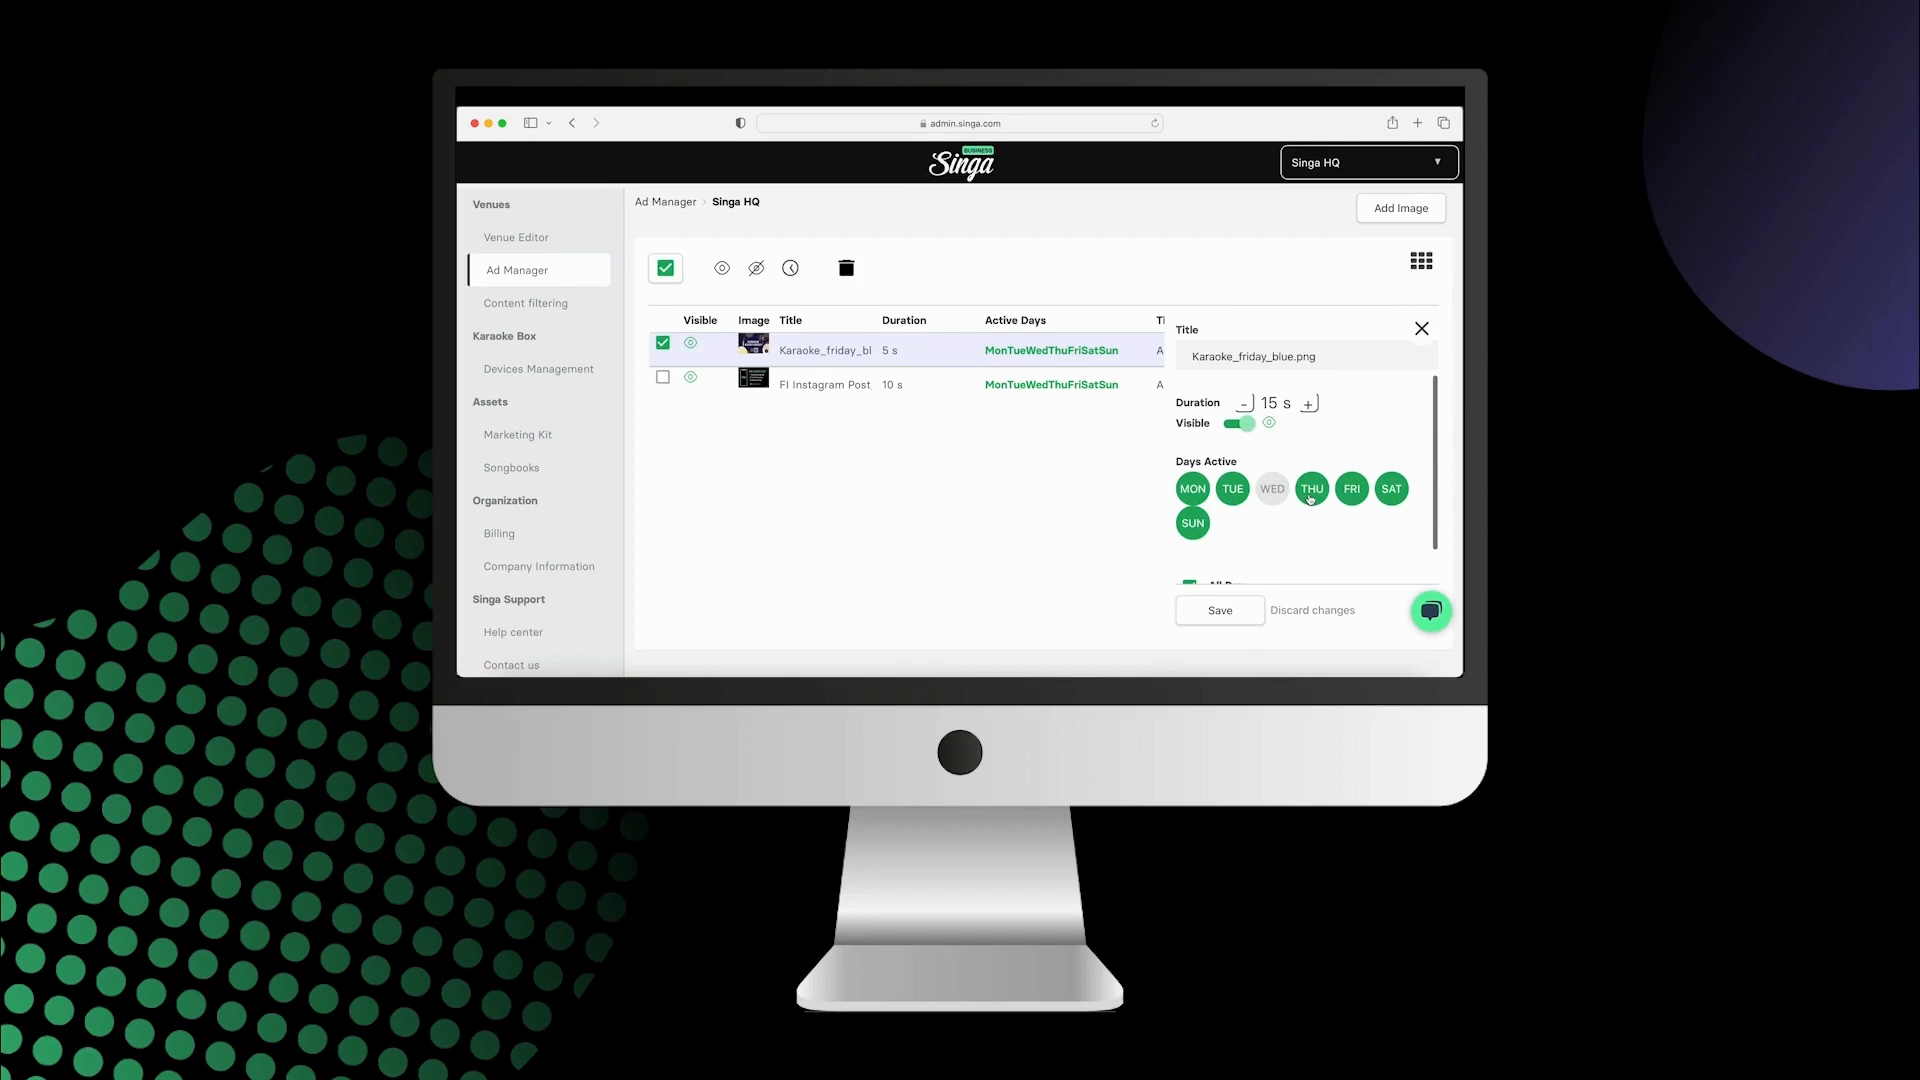 admin.singa.com
BUSINESS
Singa
Singa HQ
Venues
Venue Editor
Ad Manager
Content filtering
Karaoke Box
Devices Management
Assets
Marketing Kit
Songbooks
Organization
Billing
Company Information
Singa Support
Help center
Contact us
Ad Manager > Singa HQ
Add Image
Visible Image Title Duration Active Days Ti
Karaoke_friday_bl 5 s MonTueWedThuFriSatSun A
FI Instagram Post 10 s MonTueWedThuFriSatSun A
Title
Karaoke_friday_blue.png
Duration - 15 s +
Visible
Days Active
MON TUE WED THU FRI SAT
SUN
Save Discard changes